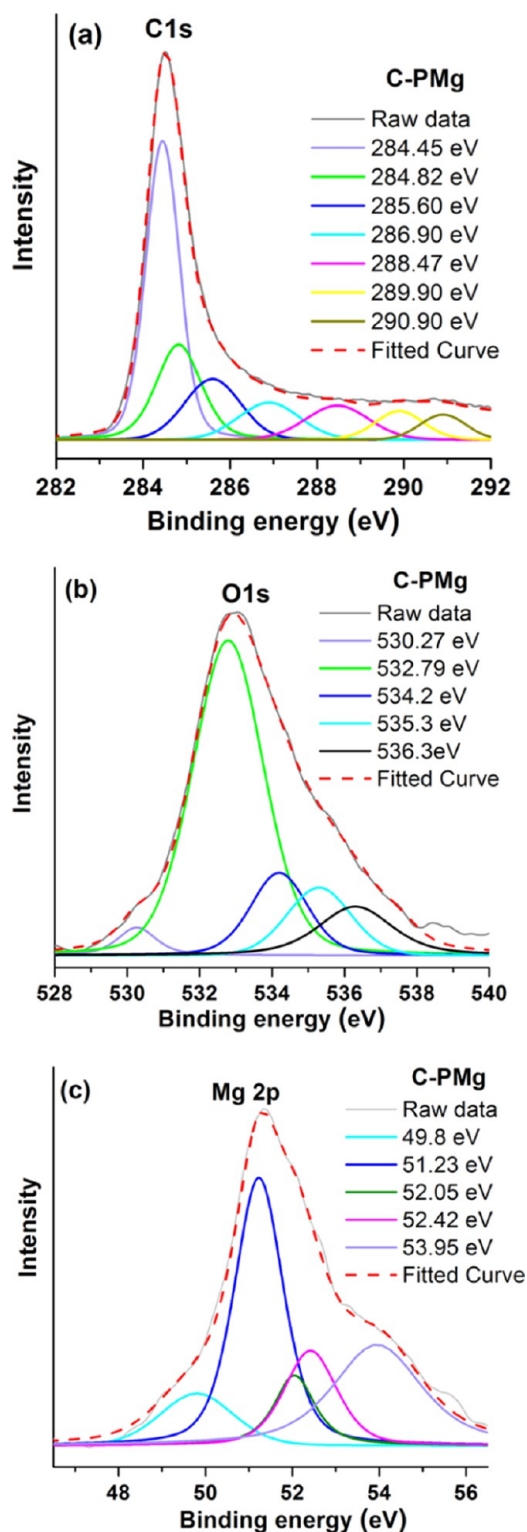 (a)
C1s
C-PMg
Raw data
284.45 eV
284.82 eV
285.60 eV
286.90 eV
288.47 eV
289.90 eV
290.90 eV
Fitted Curve
Intensity
282 284 286 288 290 292
Binding energy (eV)
(b)
O1s
C-PMg
Raw data
530.27 eV
532.79 eV
534.2 eV
535.3 eV
536.3eV
Fitted Curve
Intensity
528 530 532 534 536 538 540
Binding energy (eV)
(c)
Mg 2p
C-PMg
Raw data
49.8 eV
51.23 eV
52.05 eV
52.42 eV
53.95 eV
Fitted Curve
Intensity
48 50 52 54 56
Binding energy (eV)